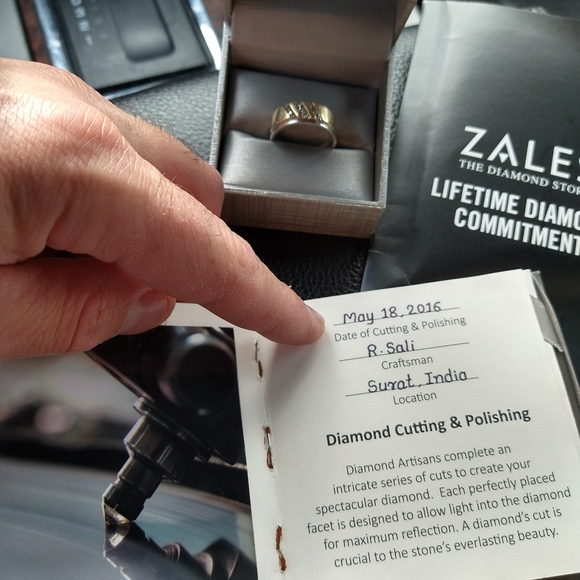 ZALES
THE DIAMOND STOR
LIFETIME DIAMO
COMMITMENT
May 18, 2016
Date of Cutting & Polishing
R. Sali
Craftsman
Surat, India
Location
Diamond Cutting & Polishing
Diamond Artisans complete an
intricate series of cuts to create your
spectacular diamond. Each perfectly placed
facet is designed to allow light into the diamond
for maximum reflection. A diamond's cut is
crucial to the stone's everlasting beauty.